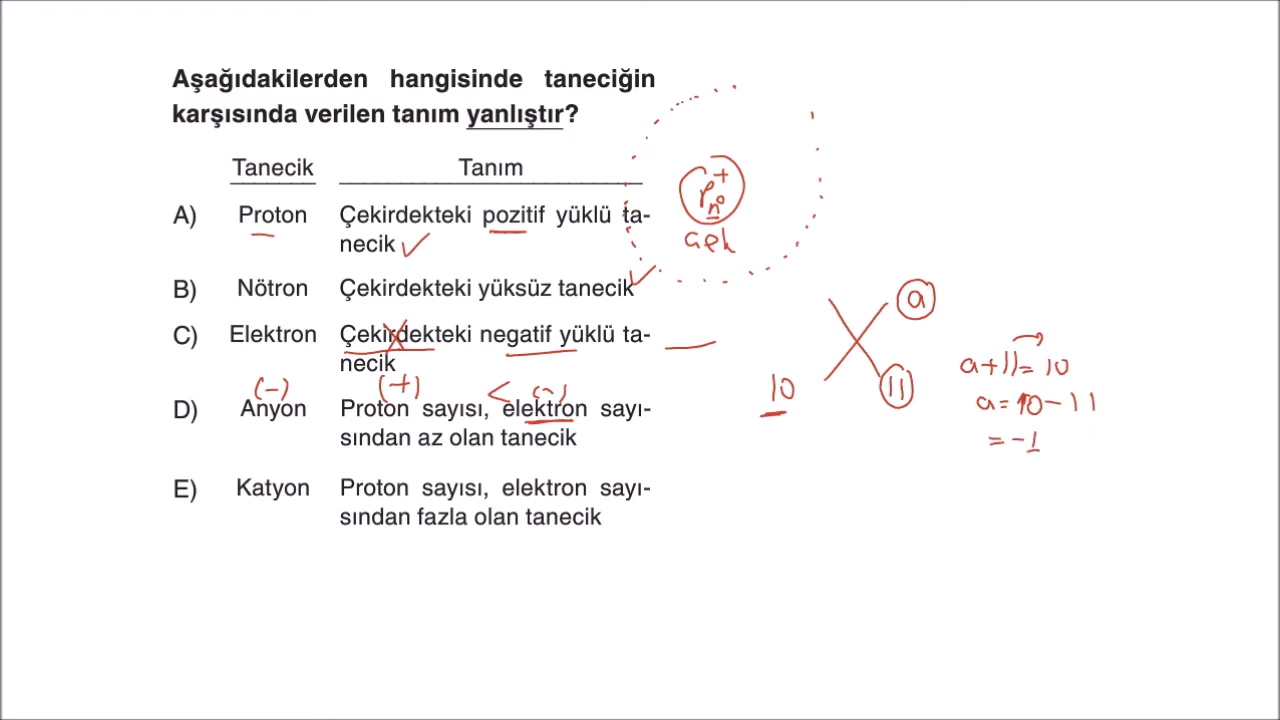 Aşağıdakilerden hangisinde taneciğin
karşısında verilen tanım yanlıştır?
Tanecik Tanım
A) Proton Çekirdekteki pozitif yüklü ta-
necik
B) Nötron Çekirdekteki yüksüz tanecik
C) Elektron Çekirdekteki negatif yüklü ta-
necik
(-) (+) < (-)
D) Anyon Proton sayısı, elektron sayı-
sından az olan tanecik
E) Katyon Proton sayısı, elektron sayı-
sından fazla olan tanecik
p+
n0
çek
a
10 11
a+11=10
a=10-11
=-1